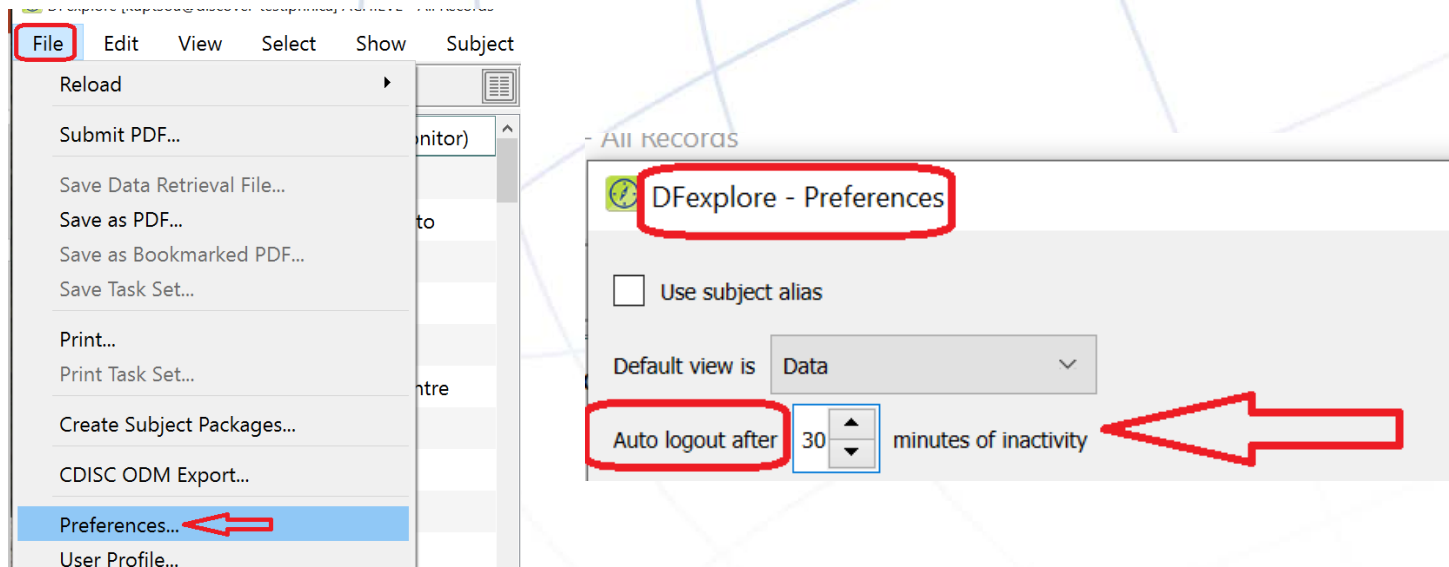 File Edit View Select Show Subject
Reload
Submit PDF...
onitor)
Save Data Retrieval File...
Save as PDF...
to
Save as Bookmarked PDF...
Save Task Set...
Print...
Print Task Set...
ntre
Create Subject Packages...
CDISC ODM Export...
Preferences...
User Profile...
- All Records
DFexplore - Preferences
Use subject alias
Default view is Data
Auto logout after 30 minutes of inactivity